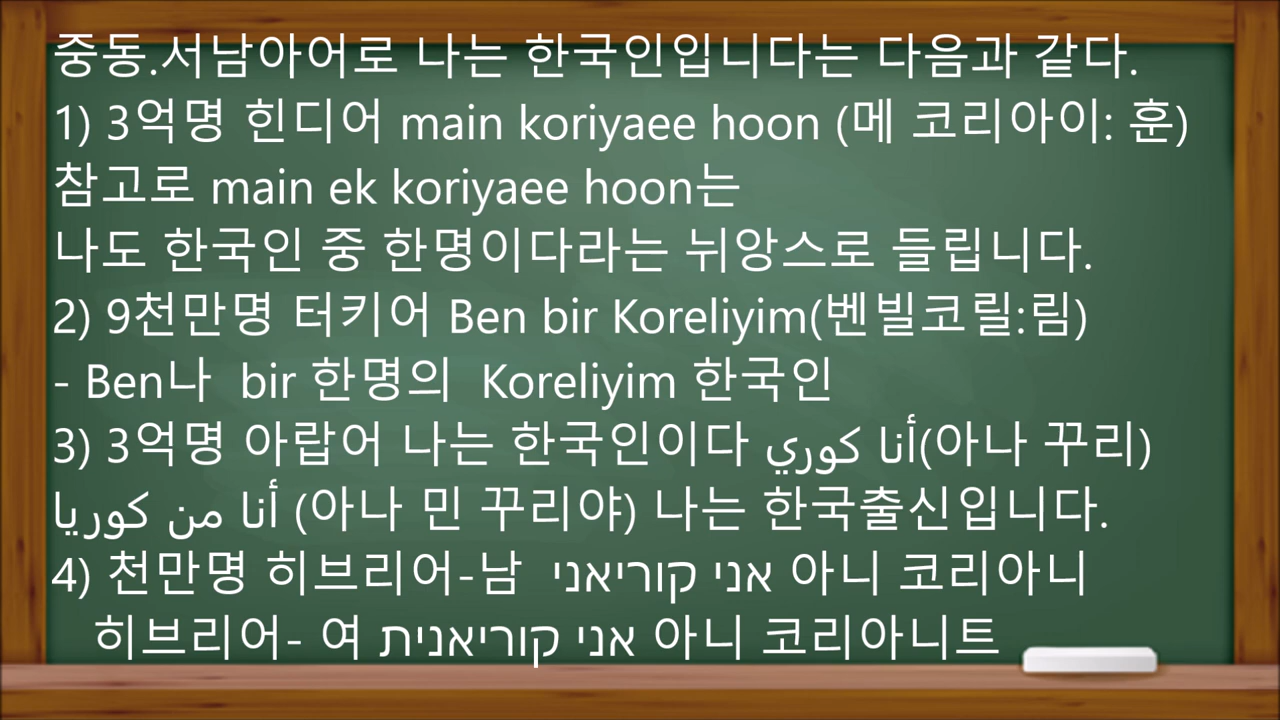 중동.서남아어로 나는 한국인입니다는 다음과 같다.
1) 3억명 힌디어 main koriyaee hoon (메 코리아이: 훈)
참고로 main ek koriyaee hoon는
나도 한국인 중 한명이다라는 뉘앙스로 들립니다.
2) 9천만명 터키어 Ben bir Koreliyim(벤빌코릴:림)
- Ben나  bir 한명의  Koreliyim 한국인
3) 3억명 아랍어 나는 한국인이다 أنا كوري(아나 꾸리)
أنا من كوريا (아나 민 꾸리야) 나는 한국출신입니다.
4) 천만명 히브리어-남  אני קוריאני 아니 코리아니
히브리어- 여 אני קוריאנית 아니 코리아니트